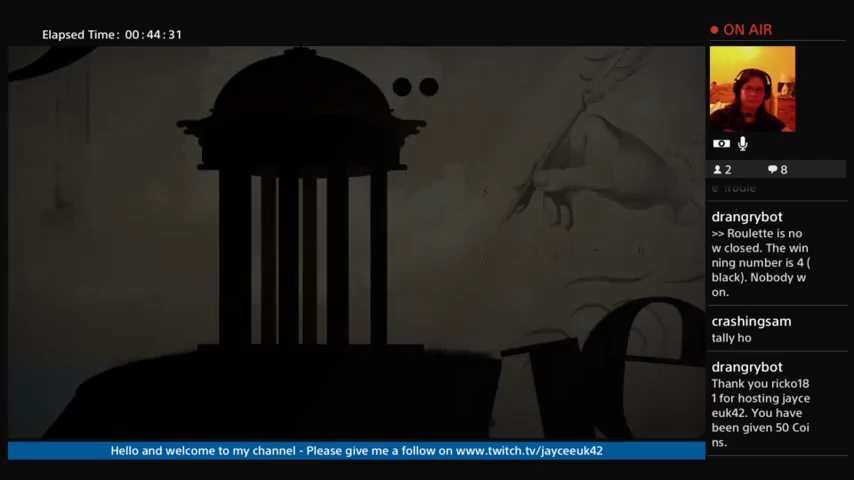 Elapsed Time: 00:44:31
ON AIR
2
8
drangrybot
>> Roulette is no
w closed. The win
ning number is 4 (
black). Nobody w
on.
crashingsam
tally ho
drangrybot
Thank you ricko18
1 for hosting jayce
euk42. You have
been given 50 Coi
ns.
Hello and welcome to my channel - Please give me a follow on www.twitch.tv/jayceeuk42